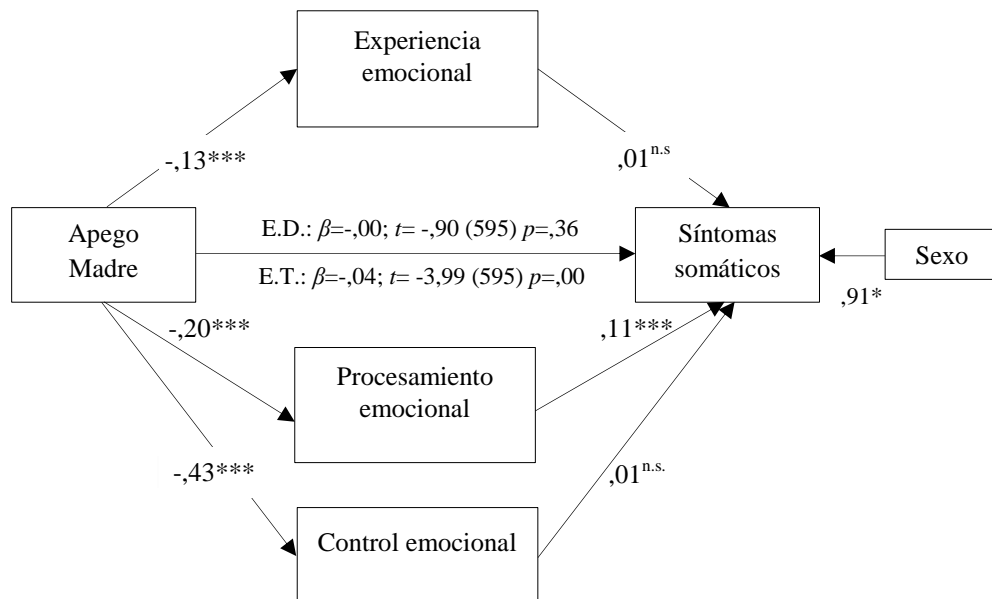 Experiencia
emocional
-,13***
,01n.s
Apego
Madre
E.D.: β=-,00; t= -,90 (595) p=,36
E.T.: β=-,04; t= -3,99 (595) p=,00
Síntomas
somáticos
Sexo
,91*
-,20***
,11***
Procesamiento
emocional
-,43***
,01n.s.
Control emocional